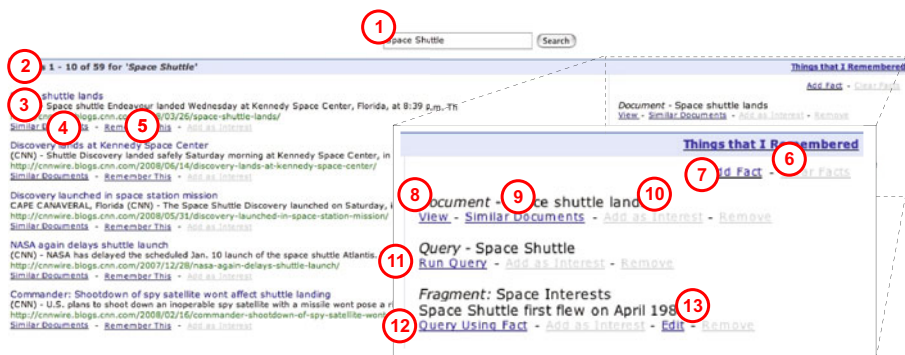 1
Space Shuttle Search
2 1 - 10 of 59 for 'Space Shuttle' Things that I Remembered
Add Fact - Clear Facts
shuttle lands
3 Space shuttle Endeavour landed Wednesday at Kennedy Space Center, Florida, at 8:39 p.m. Th
/03/26/space-shuttle-lands/
4 5
Similar Documents - Remember This - Add as Interest
Document - Space shuttle lands
View - Similar Documents - Add as Interest - Remove
Discovery lands at Kennedy Space Center
(CNN) - Shuttle Discovery landed safely Saturday morning at Kennedy Space Center, in
http://cnnwire.blogs.cnn.com/2008/06/14/discovery-lands-at-kennedy-space-center/
Similar Documents - Remember This - Add as Interest
Discovery launched in space station mission
CAPE CANAVERAL, Florida (CNN) - The Space Shuttle Discovery launched on Saturday,
http://cnnwire.blogs.cnn.com/2008/05/31/discovery-launched-in-space-station-mission/
Similar Documents - Remember This - Add as Interest
NASA again delays shuttle launch
(CNN) - NASA has delayed the scheduled Jan. 10 launch of the space shuttle Atlantis.
http://cnnwire.blogs.cnn.com/2007/12/28/nasa-again-delays-shuttle-launch/
Similar Documents - Remember This - Add as Interest
Commander: Shootdown of spy satellite wont affect shuttle landing
(CNN) - U.S. plans to shoot down an inoperable spy satellite with a missile wont pose a
http://cnnwire.blogs.cnn.com/2008/02/16/commander-shootdown-of-spy-satellite-wont
Similar Documents - Remember This - Add as Interest
Things that I Remembered
6
7 Add Fact - Clear Facts
8 9 10
Document - Space shuttle lands
View - Similar Documents - Add as Interest - Remove
Query - Space Shuttle
11 Run Query - Add as Interest - Remove
Fragment: Space Interests
Space Shuttle first flew on April 198
13
12 Query Using Fact - Add as Interest - Edit - Remove